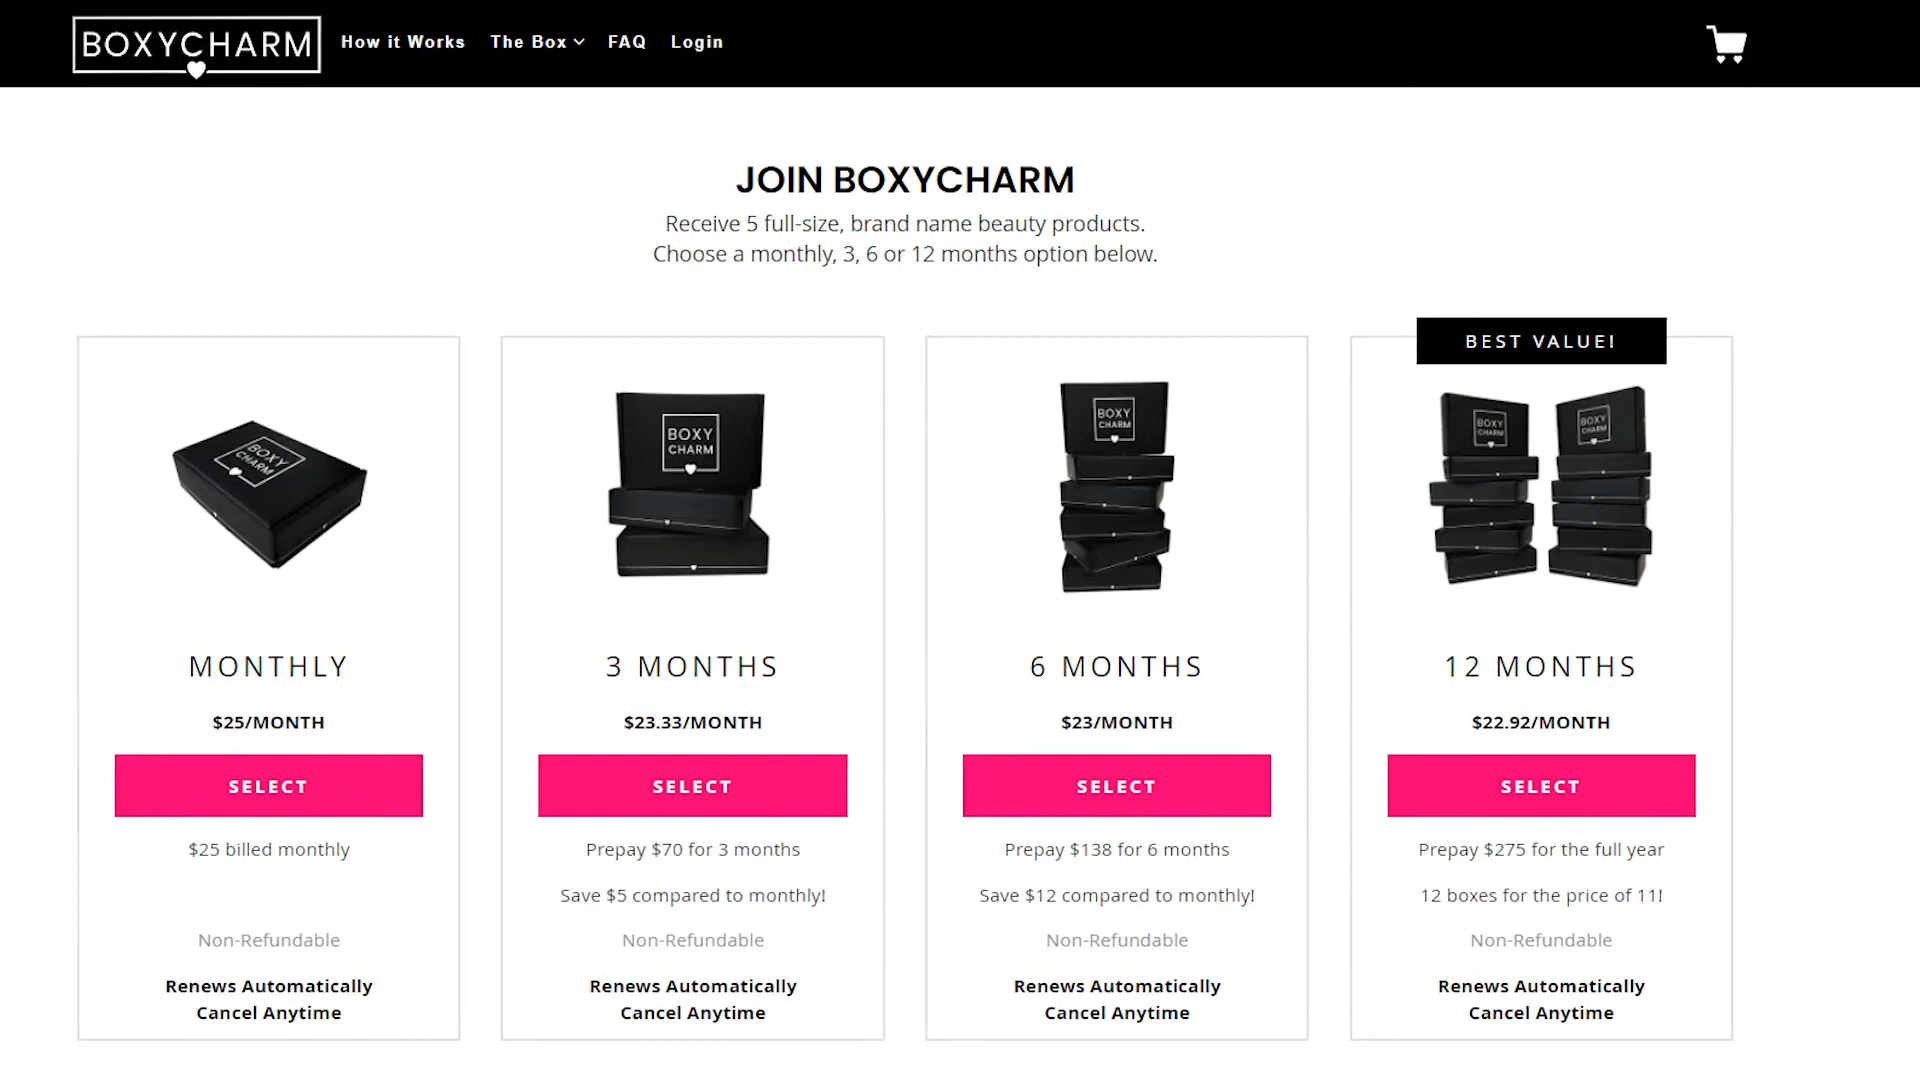 BOXYCHARM
How it Works
The Box
FAQ
Login
JOIN BOXYCHARM
Receive 5 full-size, brand name beauty products.
Choose a monthly, 3, 6 or 12 months option below.
BOXY
CHARM
MONTHLY
$25/MONTH
SELECT
$25 billed monthly
Non-Refundable
Renews Automatically
Cancel Anytime
BOXY
CHARM
3 MONTHS
$23.33/MONTH
SELECT
Prepay $70 for 3 months
Save $5 compared to monthly!
Non-Refundable
Renews Automatically
Cancel Anytime
BOXY
CHARM
6 MONTHS
$23/MONTH
SELECT
Prepay $138 for 6 months
Save $12 compared to monthly!
Non-Refundable
Renews Automatically
Cancel Anytime
BEST VALUE!
BOXY
CHARM
BOXY
CHARM
12 MONTHS
$22.92/MONTH
SELECT
Prepay $275 for the full year
12 boxes for the price of 11!
Non-Refundable
Renews Automatically
Cancel Anytime